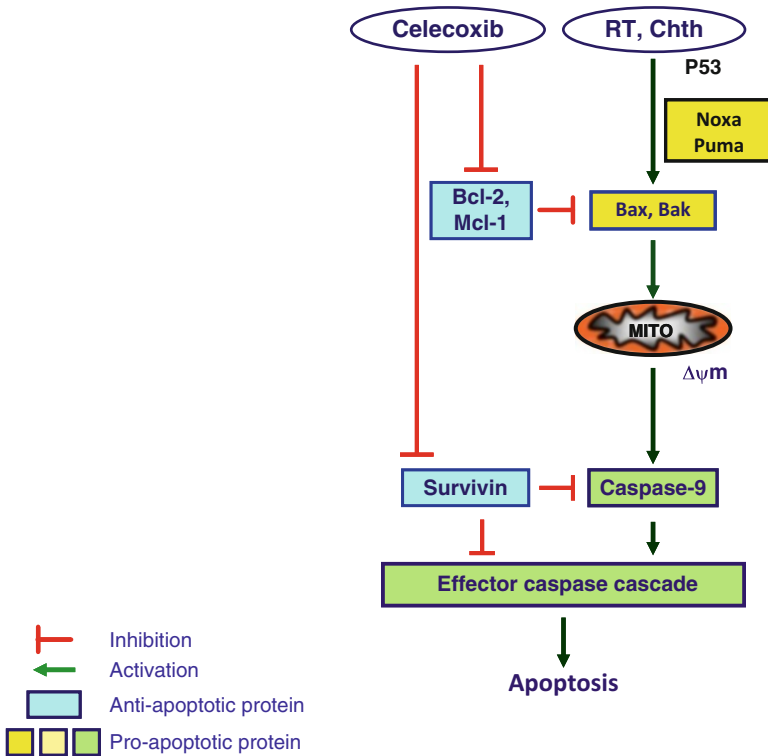 Celecoxib
RT, Chth
P53
Noxa
Puma
Bcl-2,
Mcl-1
Bax, Bak
MITO
Δψm
Survivin
Caspase-9
Effector caspase cascade
Apoptosis
Inhibition
Activation
Anti-apoptotic protein
Pro-apoptotic protein